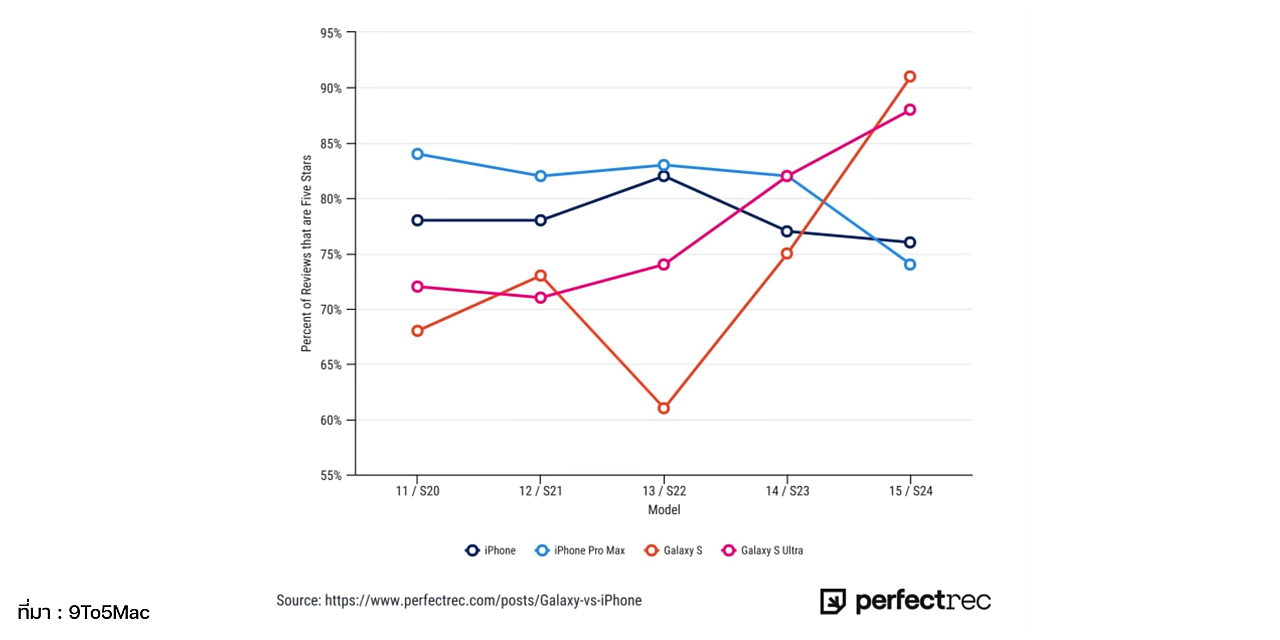 95%
90%
85%
80%
75%
70%
65%
60%
55%
Percent of Reviews that are Five Stars
11 / S20 12 / S21 13 / S22 14 / S23 15 / S24
Model
iPhone iPhone Pro Max Galaxy S Galaxy S Ultra
Source: https://www.perfectrec.com/posts/Galaxy-vs-iPhone
perfectrec
ที่มา : 9To5Mac